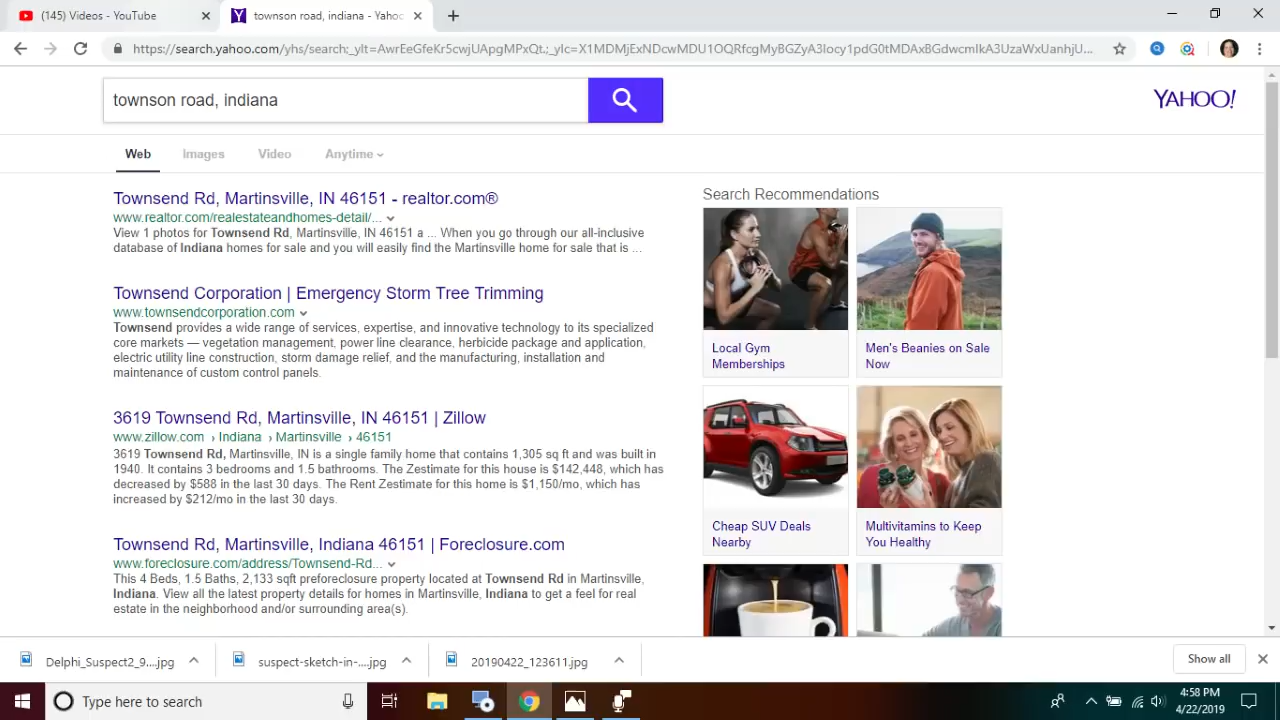 (145) Videos - YouTube
townson road, indiana - Yahoo
https://search.yahoo.com/yhs/search;_ylt=AwrEeGfeKr5cwjUApgMPxQt.;_ylc=X1MDMjExNDcwMDU1OQRfcgMyBGZyA3locy1pdG0tMDAxBGdwcmlkA3UzaWxUanhjU...
townson road, indiana
YAHOO!
Web Images Video Anytime
Townsend Rd, Martinsville, IN 46151 - realtor.com®
www.realtor.com/realestateandhomes-detail/...
View 1 photos for Townsend Rd, Martinsville, IN 46151 a ... When you go through our all-inclusive
database of Indiana homes for sale and you will easily find the Martinsville home for sale that is ...
Townsend Corporation | Emergency Storm Tree Trimming
www.townsendcorporation.com
Townsend provides a wide range of services, expertise, and innovative technology to its specialized
core markets — vegetation management, power line clearance, herbicide package and application,
electric utility line construction, storm damage relief, and the manufacturing, installation and
maintenance of custom control panels.
3619 Townsend Rd, Martinsville, IN 46151 | Zillow
www.zillow.com › Indiana › Martinsville › 46151
3619 Townsend Rd, Martinsville, IN is a single family home that contains 1,305 sq ft and was built in
1940. It contains 3 bedrooms and 1.5 bathrooms. The Zestimate for this house is $142,448, which has
decreased by $588 in the last 30 days. The Rent Zestimate for this home is $1,150/mo, which has
increased by $212/mo in the last 30 days.
Townsend Rd, Martinsville, Indiana 46151 | Foreclosure.com
www.foreclosure.com/address/Townsend-Rd...
This 4 Beds, 1.5 Baths, 2,133 sqft preforeclosure property located at Townsend Rd in Martinsville,
Indiana. View all the latest property details for homes in Martinsville, Indiana to get a feel for real
estate in the neighborhood and/or surrounding area(s).
Search Recommendations
Local Gym
Memberships
Men's Beanies on Sale
Now
Cheap SUV Deals
Nearby
Multivitamins to Keep
You Healthy
Delphi_Suspect2_9....jpg
suspect-sketch-in-....jpg
20190422_123611.jpg
Show all
Type here to search
4:58 PM
4/22/2019